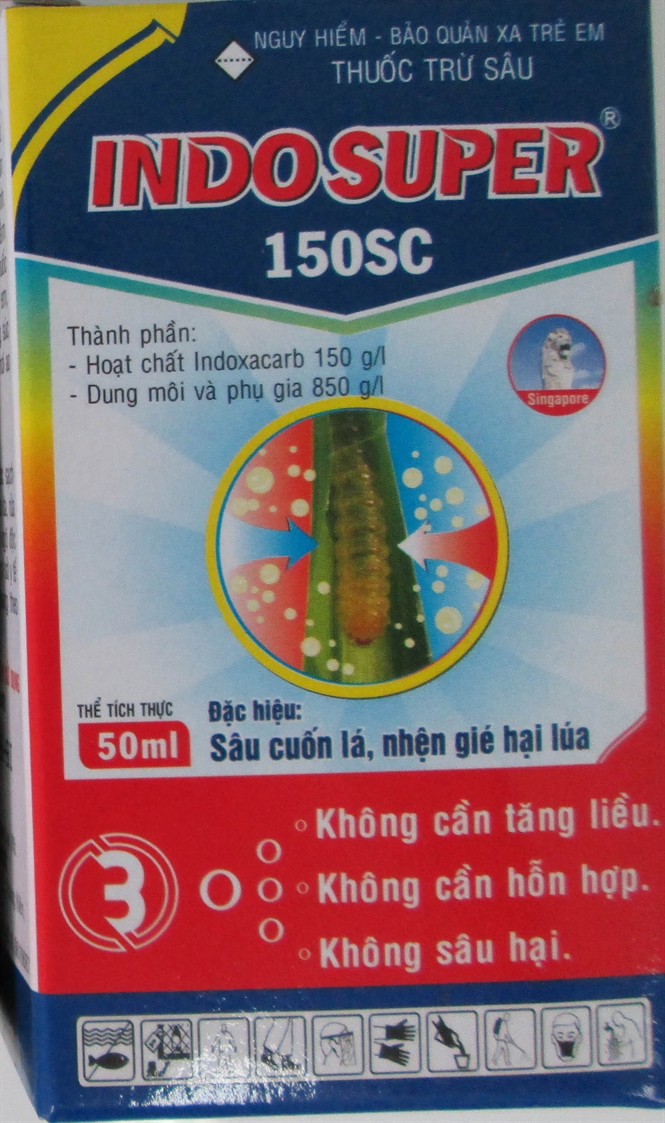 NGUY HIỂM - BẢO QUẢN XA TRẺ EM
THUỐC TRỪ SÂU
INDOSUPER®
150SC
Thành phần:
- Hoạt chất Indoxacarb 150 g/l
- Dung môi và phụ gia 850 g/l
Singapore
THỂ TÍCH THỰC
50ml
Đặc hiệu:
Sâu cuốn lá, nhện gié hại lúa
3
Không cần tăng liều.
Không cần hỗn hợp.
Không sâu hại.